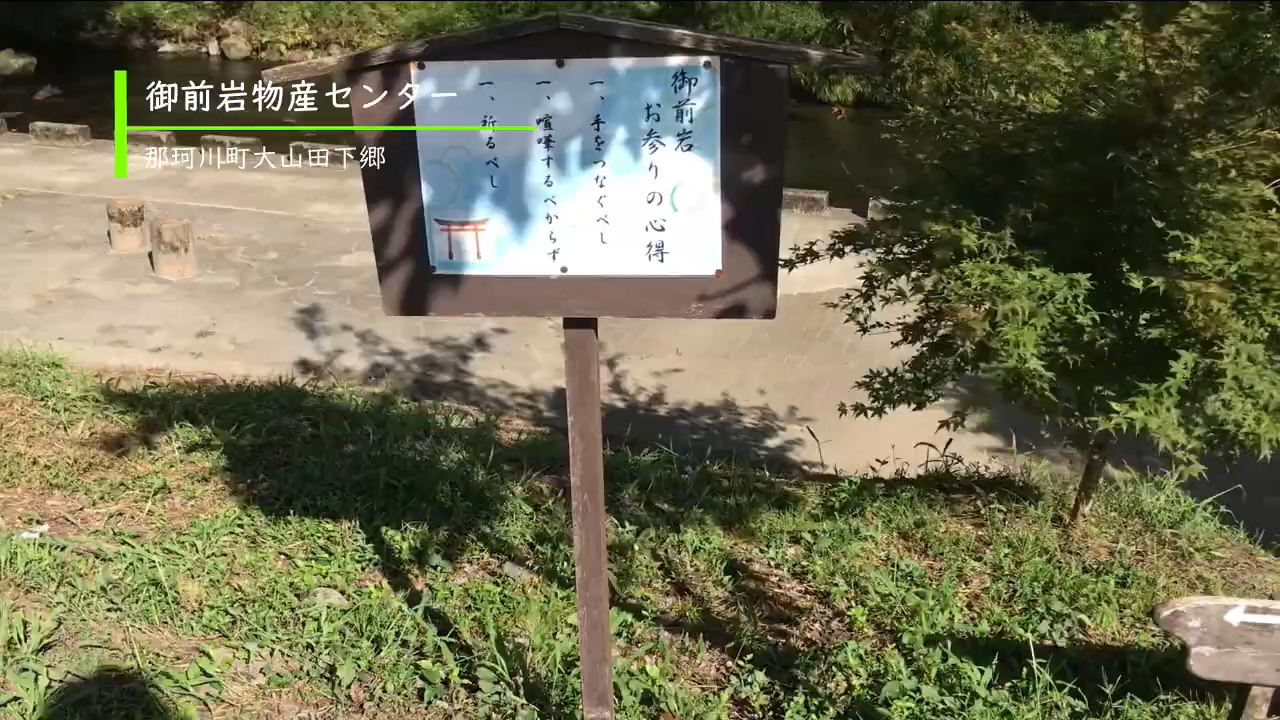 御前岩物産センター
那珂川町大山田下郷
御前岩
お参りの心得
一、手をつなぐべし
一、喧嘩するべからず
一、祈るべし